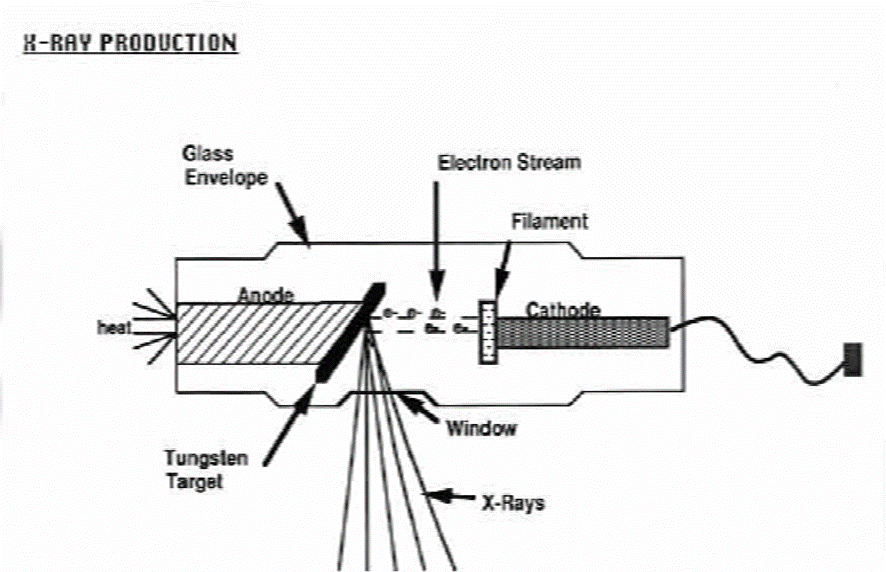 X-RAY PRODUCTION
Glass
Envelope
Electron Stream
Filament
Anode
Cathode
heat
e- e- e-
e- e-
Window
Tungsten
Target
X-Rays